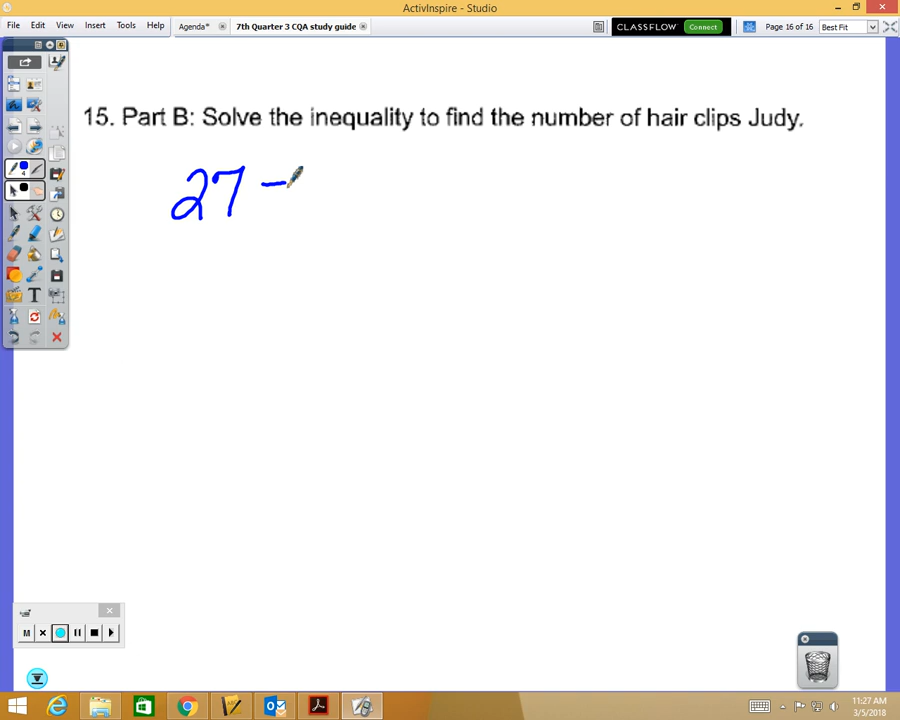 ActivInspire - Studio
File Edit View Insert Tools Help
Agenda*
7th Quarter 3 CQA study guide
CLASSFLOW
Connect
Page 16 of 16
Best Fit
4
15. Part B: Solve the inequality to find the number of hair clips Judy.
27 -
M
11:27 AM
3/5/2018